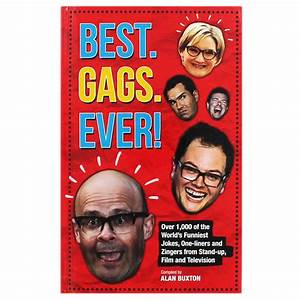 BEST.
GAGS.
EVER!
Over 1,000 of the
World's Funniest
Jokes, One-liners and
Zingers from Stand-up,
Film and Television
Compiled by
ALAN BUXTON